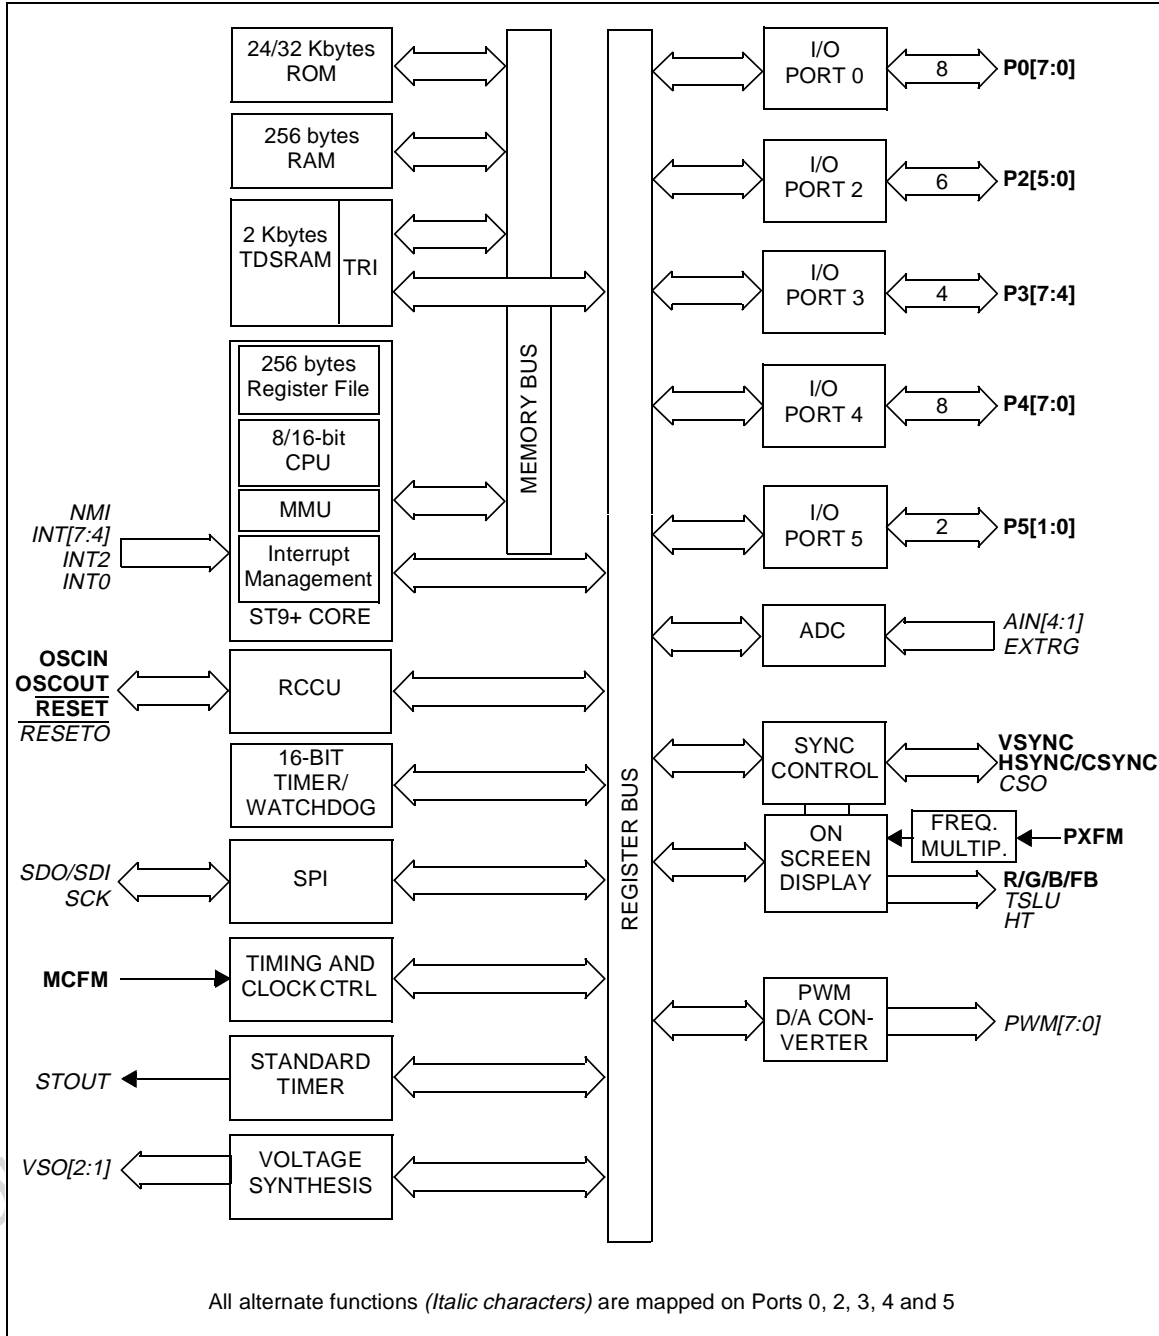 24/32 Kbytes
ROM
256 bytes
RAM
2 Kbytes
TDSRAM
TRI
256 bytes
Register File
8/16-bit
CPU
MMU
Interrupt
Management
ST9+ CORE
NMI
INT[7:4]
INT2
INT0
OSCIN
OSCOUT
RESET
RESETO
RCCU
16-BIT
TIMER/
WATCHDOG
SDO/SDI
SCK
SPI
MCFM
TIMING AND
CLOCK CTRL
STOUT
STANDARD
TIMER
VSO[2:1]
VOLTAGE
SYNTHESIS
MEMORY BUS
REGISTER BUS
I/O
PORT 0
8
P0[7:0]
I/O
PORT 2
6
P2[5:0]
I/O
PORT 3
4
P3[7:4]
I/O
PORT 4
8
P4[7:0]
I/O
PORT 5
2
P5[1:0]
ADC
AIN[4:1]
EXTRG
SYNC
CONTROL
VSYNC
HSYNC/CSYNC
CSO
ON
SCREEN
DISPLAY
FREQ.
MULTIP.
PXFM
R/G/B/FB
TSLU
HT
PWM
D/A CON-
VERTER
PWM[7:0]
All alternate functions (Italic characters) are mapped on Ports 0, 2, 3, 4 and 5